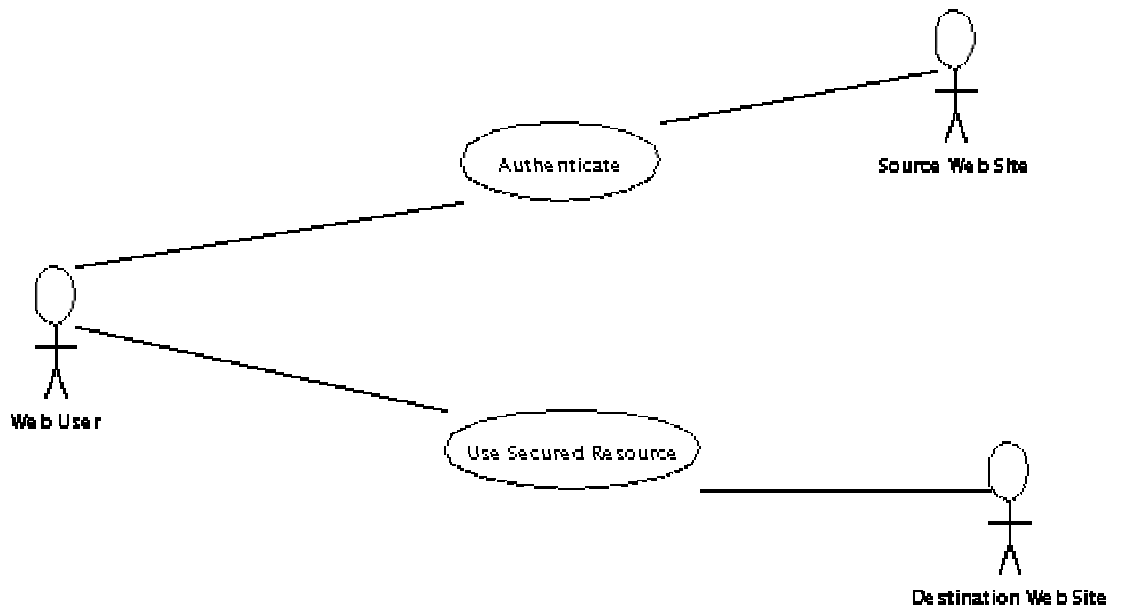 Source Web Site
Authenticate
Web User
Use Secured Resource
Destination Web Site